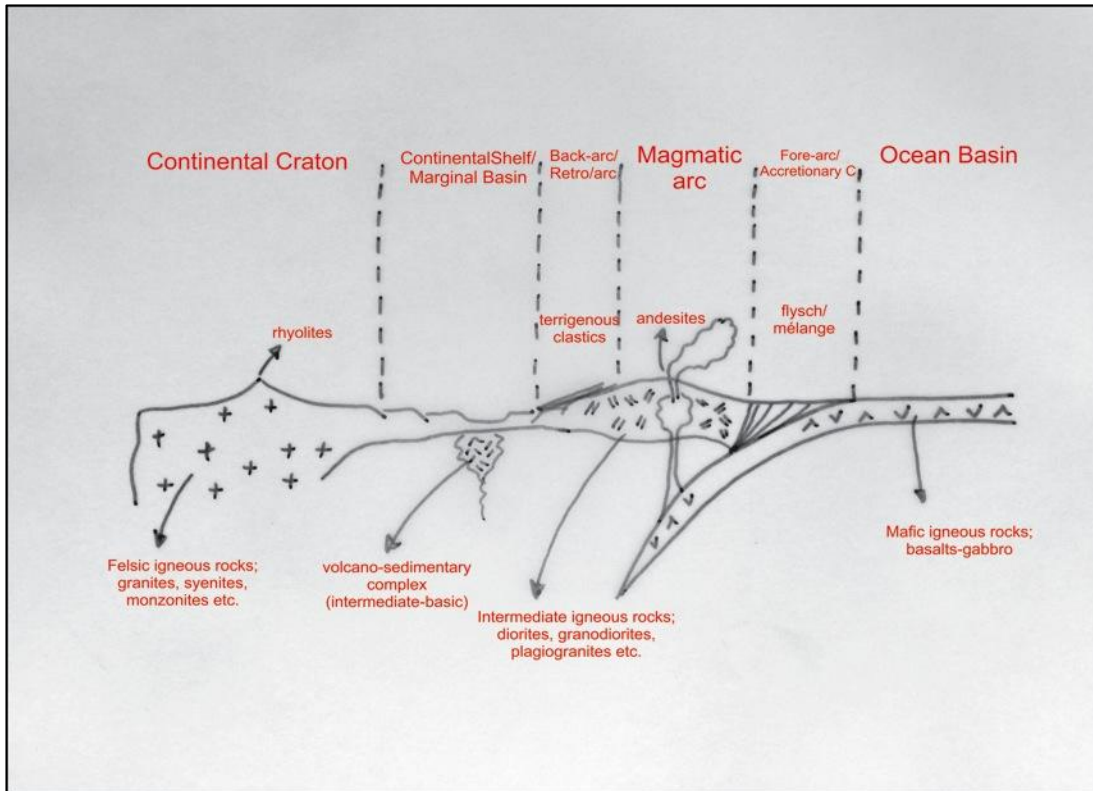 Continental Craton
ContinentalShelf/
Marginal Basin
Back-arc/
Retro/arc
Magmatic
arc
Fore-arc/
Accretionary C
Ocean Basin
rhyolites
terrigenous
clastics
andesites
flysch/
mélange
Felsic igneous rocks;
granites, syenites,
monzonites etc.
volcano-sedimentary
complex
(intermediate-basic)
Intermediate igneous rocks;
diorites, granodiorites,
plagiogranites etc.
Mafic igneous rocks;
basalts-gabbro